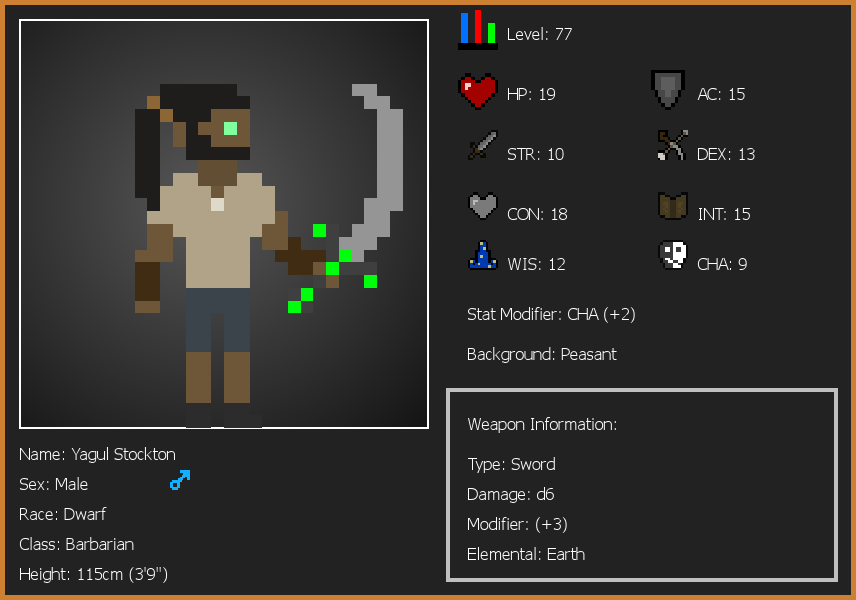 Level: 77
HP: 19
AC: 15
STR: 10
DEX: 13
CON: 18
INT: 15
WIS: 12
CHA: 9
Stat Modifier: CHA (+2)
Background: Peasant
Weapon Information:
Type: Sword
Damage: d6
Modifier: (+3)
Elemental: Earth
Name: Yagul Stockton
Sex: Male
Race: Dwarf
Class: Barbarian
Height: 115cm (3'9")